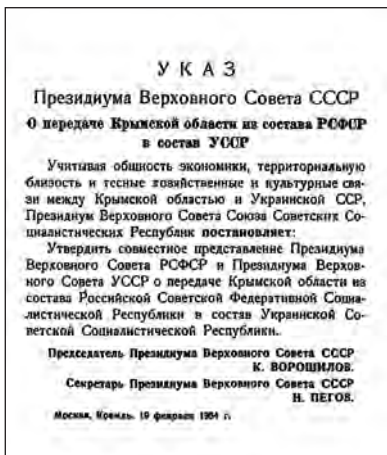 УКАЗ
Президиума Верховного Совета СССР
О передаче Крымской области из состава РСФСР
в состав УССР
Учитывая общность экономики, территориальную
близость и тесные хозяйственные и культурные свя-
зи между Крымской областью и Украинской ССР,
Президиум Верховного Совета Союза Советских Со-
циалистических Республик постановляет:
Утвердить совместное представление Президиума
Верховного Совета РСФСР и Президиума Верхов-
ного Совета УССР о передаче Крымской области из
состава Российской Советской Федеративной Социа-
листической Республики в состав Украинской Со-
ветской Социалистической Республики.
Председатель Президиума Верховного Совета СССР
К. ВОРОШИЛОВ.
Секретарь Президиума Верховного Совета СССР
Н. ПЕГОВ.
Москва, Кремль. 19 февраля 1954 г.